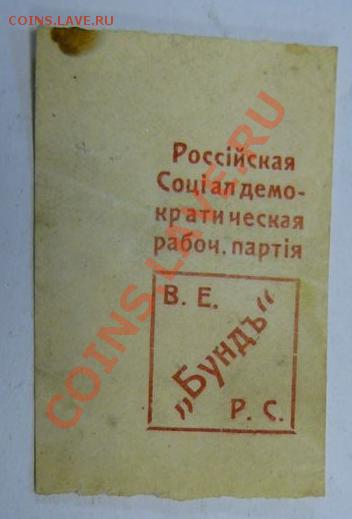 COINS.LAVE.RU
Россійская
Соціалдемо-
кратическая
рабоч. партія
В. Е.
„Бундъ“
Р. С.
COINS.LAVE.RU